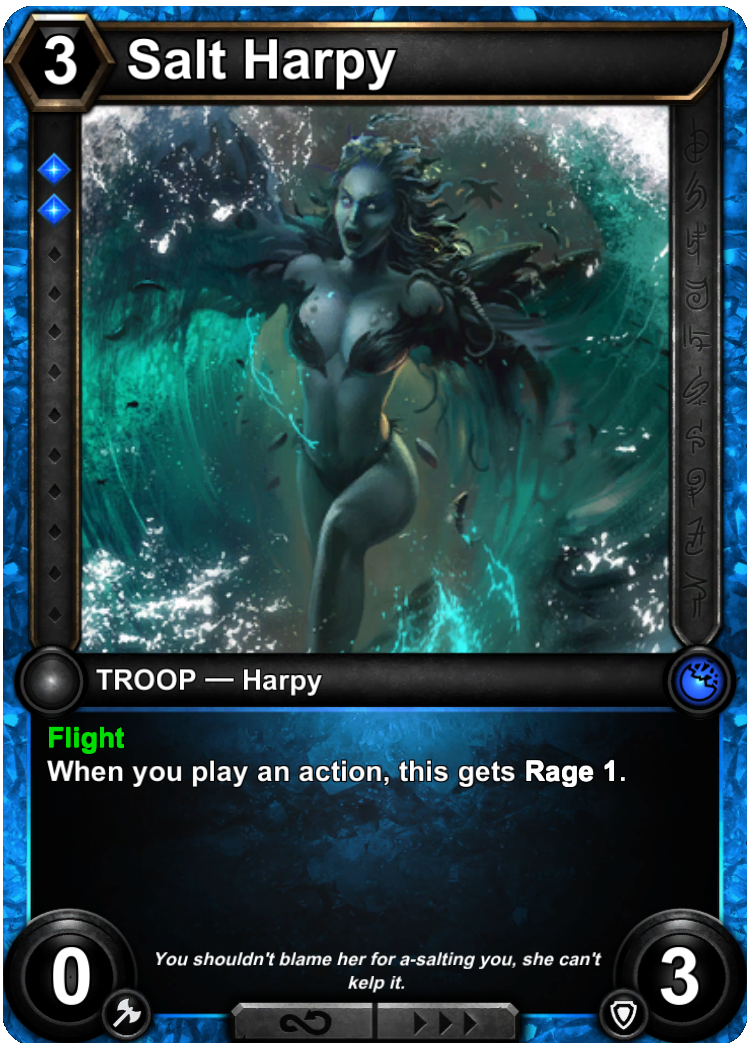 3 Salt Harpy
TROOP — Harpy
Flight
When you play an action, this gets Rage 1.
You shouldn't blame her for a-salting you, she can't
kelp it.
0 3